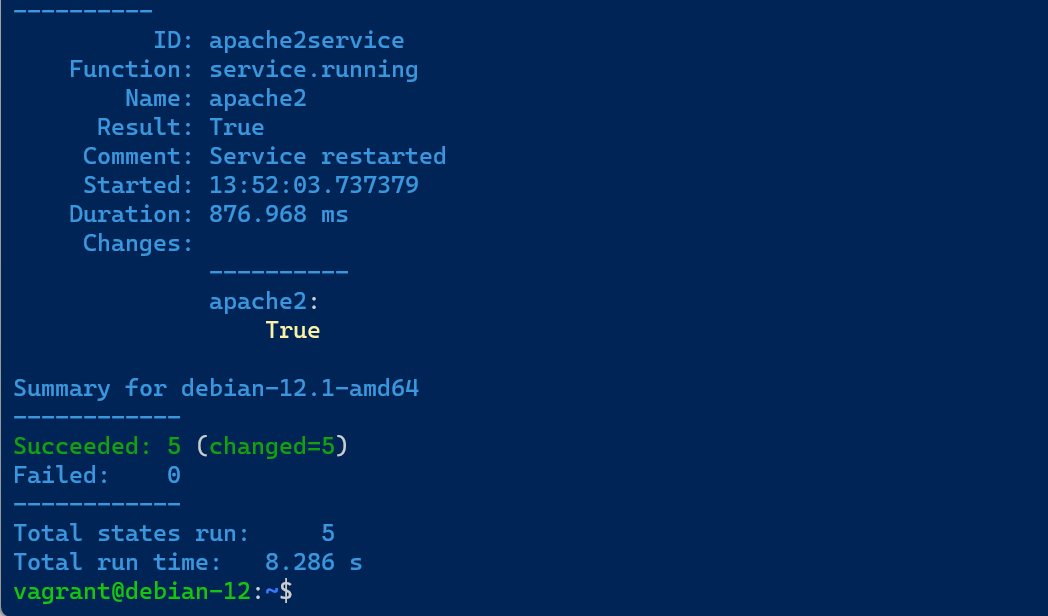 ----------
          ID: apache2service
    Function: service.running
        Name: apache2
      Result: True
     Comment: Service restarted
     Started: 13:52:03.737379
    Duration: 876.968 ms
     Changes:
              ----------
              apache2:
                  True

Summary for debian-12.1-amd64
------------
Succeeded: 5 (changed=5)
Failed:    0
------------
Total states run:     5
Total run time:   8.286 s
vagrant@debian-12:~$